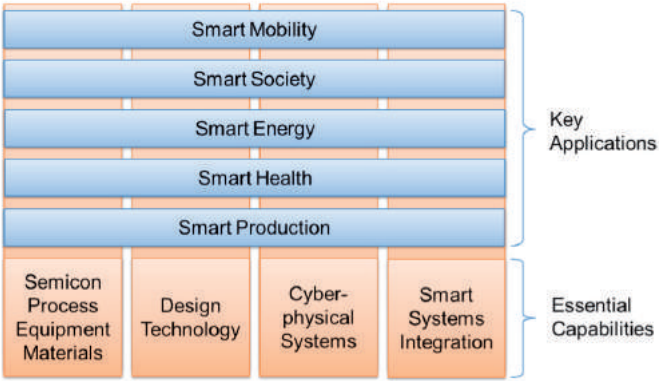 Smart Mobility
Smart Society
Smart Energy
Smart Health
Smart Production
Key
Applications
Semicon
Process
Equipment
Materials
Design
Technology
Cyber-
physical
Systems
Smart
Systems
Integration
Essential
Capabilities